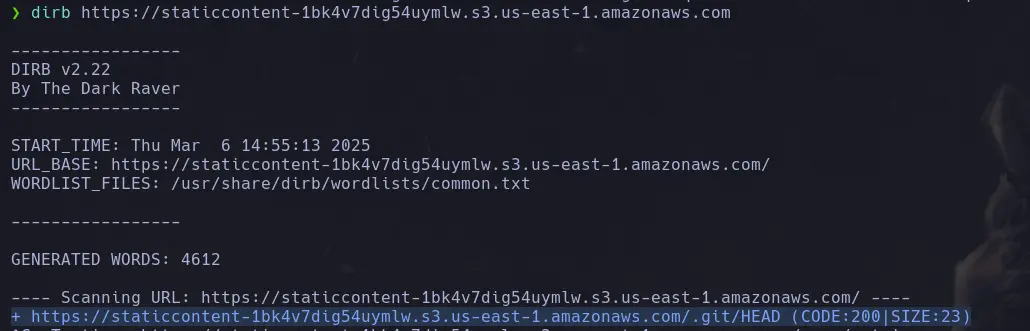 ❯ dirb https://staticcontent-1bk4v7dig54uymlw.s3.us-east-1.amazonaws.com
-----------------
DIRB v2.22
By The Dark Raver
-----------------
START_TIME: Thu Mar  6 14:55:13 2025
URL_BASE: https://staticcontent-1bk4v7dig54uymlw.s3.us-east-1.amazonaws.com/
WORDLIST_FILES: /usr/share/dirb/wordlists/common.txt
-----------------
GENERATED WORDS: 4612
---- Scanning URL: https://staticcontent-1bk4v7dig54uymlw.s3.us-east-1.amazonaws.com/ ----
+ https://staticcontent-1bk4v7dig54uymlw.s3.us-east-1.amazonaws.com/.git/HEAD (CODE:200|SIZE:23)